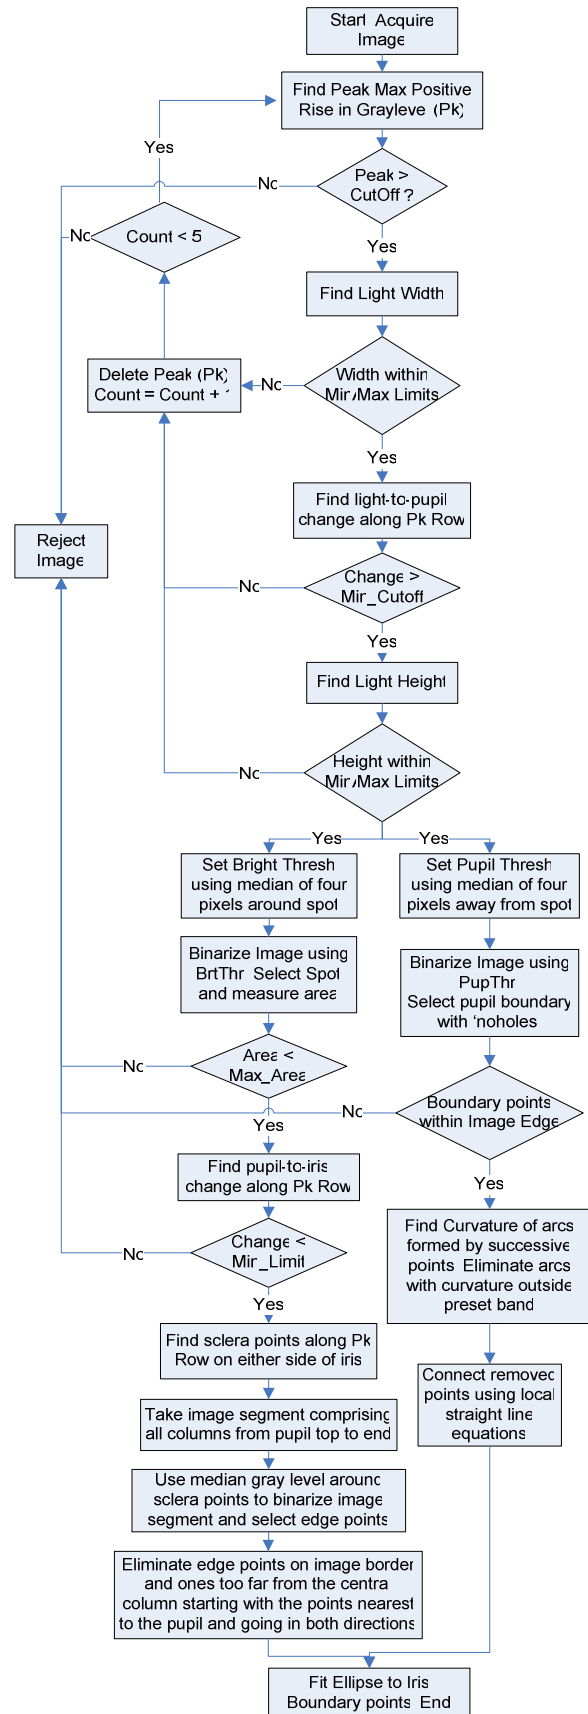 Start Acquire
Image
Find Peak Max Positive
Rise in Grayleve (Pk)
Yes
No
Peak >
CutOff ?
No
Count < 5
Yes
Find Light Width
Delete Peak (Pk)
Count = Count +
No
Width within
Min/Max Limits
Yes
Find light-to-pupil
change along Pk Row
Reject
Image
No
Change >
Min_Cutoff
Yes
Find Light Height
No
Height within
Min/Max Limits
Yes
Yes
Set Bright Thresh
using median of four
pixels around spot
Set Pupil Thresh
using median of four
pixels away from spot
Binarize Image using
BrtThr Select Spot
and measure area
Binarize Image using
PupThr
Select pupil boundary
with 'noholes
No
Area <
Max_Area
No
Boundary points
within Image Edge
Yes
Yes
Find pupil-to-iris
change along Pk Row
No
Change <
Min_Limit
Find Curvature of arcs
formed by successive
points Eliminate arcs
with curvature outside
preset band
Yes
Find sclera points along Pk
Row on either side of iris
Connect removed
points using local
straight line
equations
Take image segment comprising
all columns from pupil top to end
Use median gray level around
sclera points to binarize image
segment and select edge points
Eliminate edge points on image border
and ones too far from the centra
column starting with the points nearest
to the pupil and going in both directions
Fit Ellipse to Iris
Boundary points End